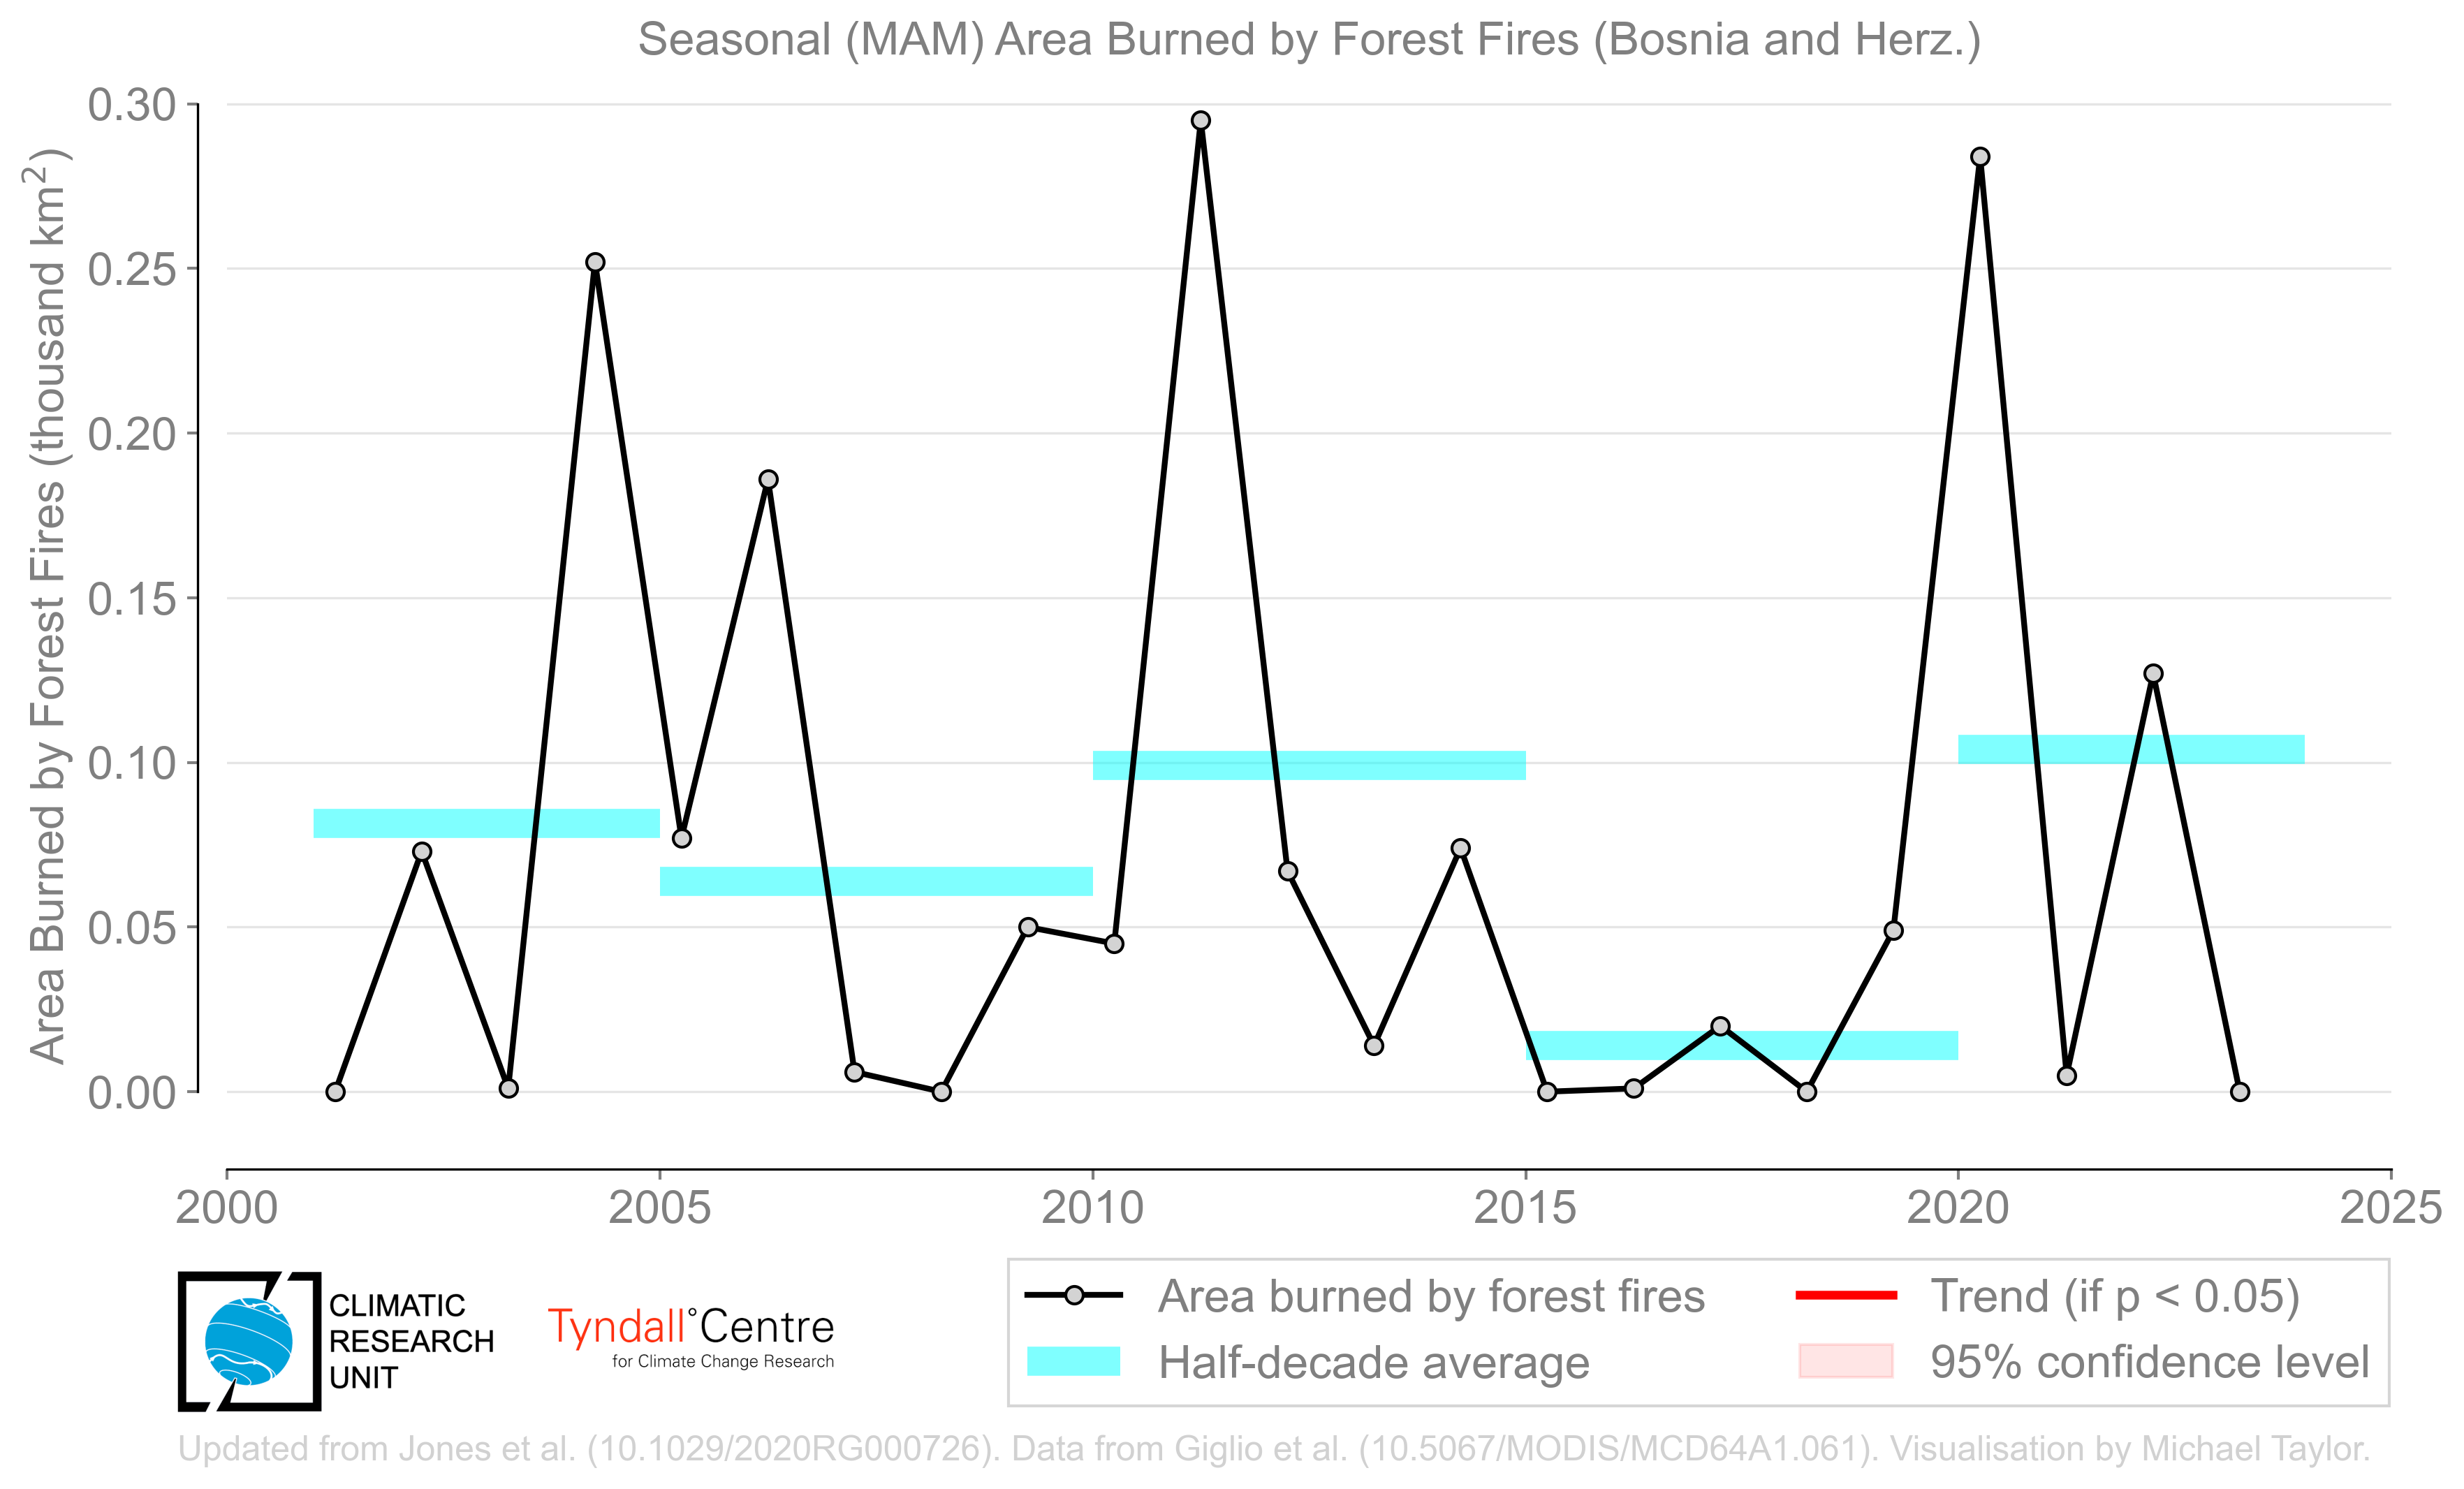 Seasonal (MAM) Area Burned by Forest Fires (Bosnia and Herz.)
Area Burned by Forest Fires (thousand km²)
0.30
0.25
0.20
0.15
0.10
0.05
0.00
2000 2005 2010 2015 2020 2025
CLIMATIC
RESEARCH
UNIT
Tyndall°Centre
for Climate Change Research
Area burned by forest fires
Half-decade average
Trend (if p < 0.05)
95% confidence level
Updated from Jones et al. (10.1029/2020RG000726). Data from Giglio et al. (10.5067/MODIS/MCD64A1.061). Visualisation by Michael Taylor.